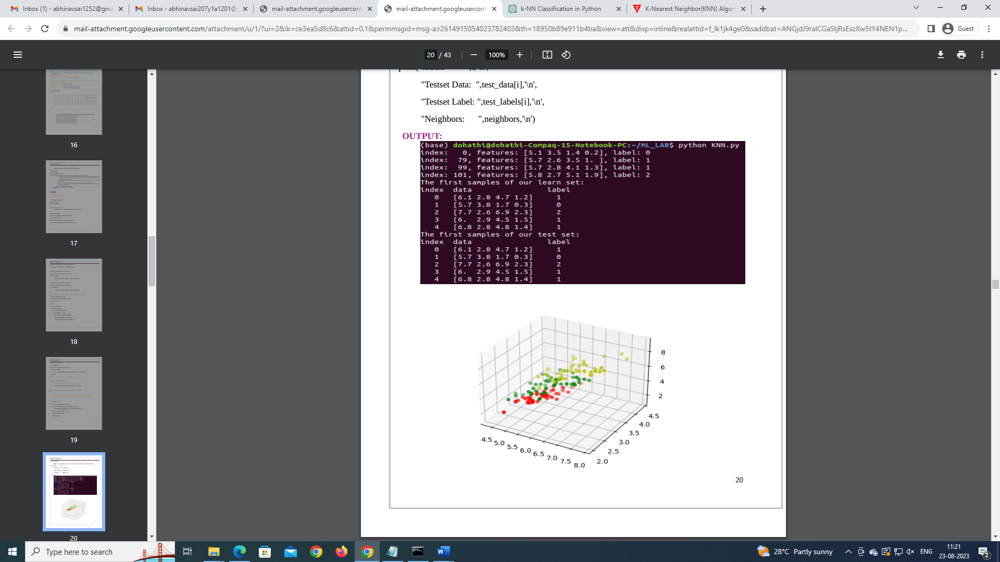 Inbox (1) - abhinavsai1252@gma
Inbox - abhinavsai207y1a1201@
mail-attachment.googleusercont
mail-attachment.googleusercont
k-NN Classification in Python
K-Nearest Neighbor(KNN) Algori
mail-attachment.googleusercontent.com/attachment/u/1/?ui=2&ik=ce3ea5d8c6&attid=0.1&permmsgid=msg-a:r2614915054023782403&th=18950b89e911b4ba&view=att&disp=inline&realattid=f_lk1jk4ge0&saddbat=ANGjdJ9ralCGaStjRsEszXw5tY4NEN1p...
Guest
20 / 43
100%
"Testset Data: ",test_data[i],'\n',
"Testset Label: ",test_labels[i],'\n',
"Neighbors: ",neighbors,'\n')
OUTPUT:
(base) dohathi@dohathi-Compaq-15-Notebook-PC:~/ML_LAB$ python KNN.py
index: 0, features: [5.1 3.5 1.4 0.2], label: 0
index: 79, features: [5.7 2.6 3.5 1. ], label: 1
index: 99, features: [5.7 2.8 4.1 1.3], label: 1
index: 101, features: [5.8 2.7 5.1 1.9], label: 2
The first samples of our learn set:
index data label
0 [6.1 2.8 4.7 1.2] 1
1 [5.7 3.8 1.7 0.3] 0
2 [7.7 2.6 6.9 2.3] 2
3 [6. 2.9 4.5 1.5] 1
4 [6.8 2.8 4.8 1.4] 1
The first samples of our test set:
index data label
0 [6.1 2.8 4.7 1.2] 1
1 [5.7 3.8 1.7 0.3] 0
2 [7.7 2.6 6.9 2.3] 2
3 [6. 2.9 4.5 1.5] 1
4 [6.8 2.8 4.8 1.4] 1
8
6
4
2
4.5
4.0
3.5
3.0
2.5
2.0
4.5 5.0 5.5 6.0 6.5 7.0 7.5 8.0
20
16
17
18
19
20
Type here to search
28°C Partly sunny
ENG
11:21
23-08-2023
2